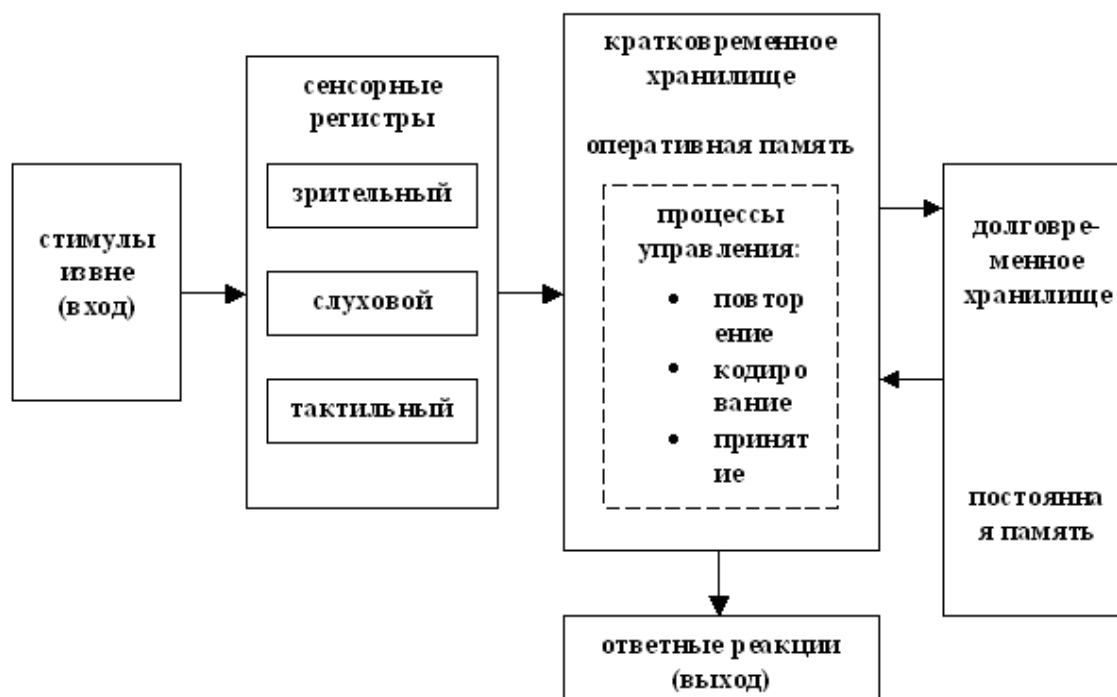 стимулы
извне
(вход)
сенсорные
регистры
зрительный
слуховой
тактильный
кратковременное
хранилище
оперативная память
процессы
управления:
• повтор
ение
• кодиро
вание
• принят
ие
долговре-
менное
хранилище
постоянна
я память
ответные реакции
(выход)